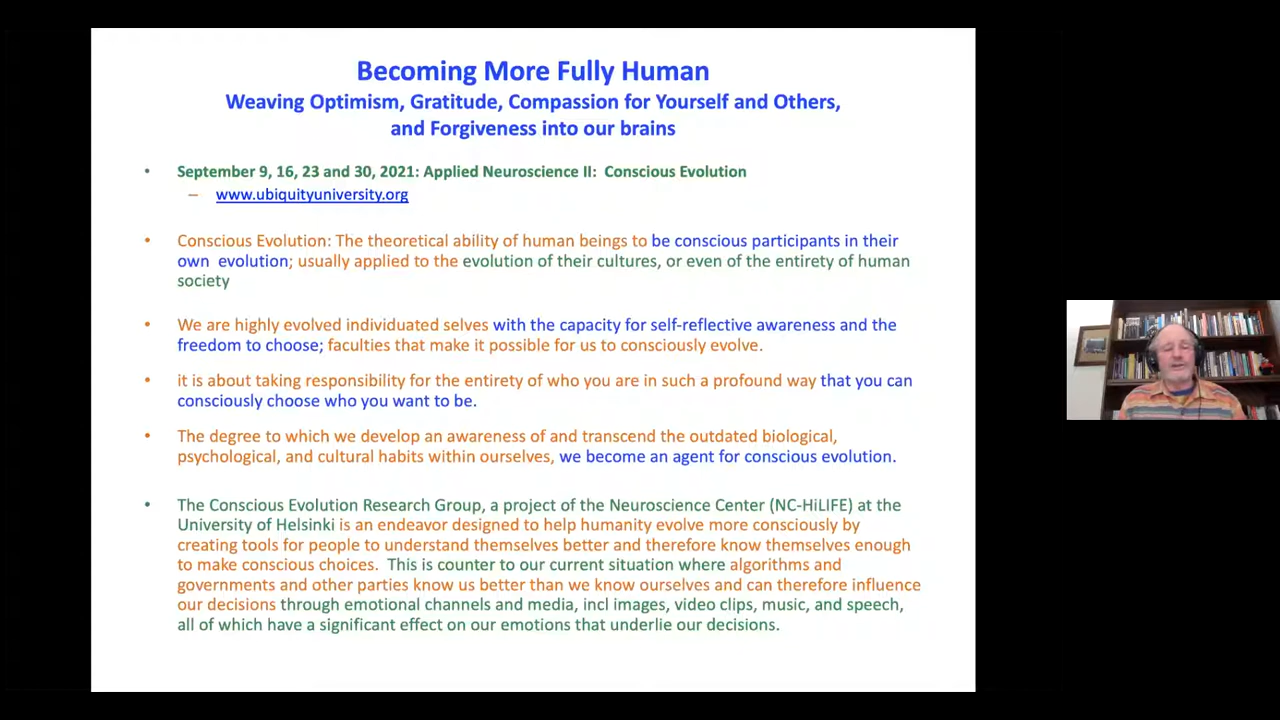 Becoming More Fully Human
Weaving Optimism, Gratitude, Compassion for Yourself and Others,
and Forgiveness into our brains
• September 9, 16, 23 and 30, 2021: Applied Neuroscience II: Conscious Evolution
– www.ubiquityuniversity.org
• Conscious Evolution: The theoretical ability of human beings to be conscious participants in their
own evolution; usually applied to the evolution of their cultures, or even of the entirety of human
society
• We are highly evolved individuated selves with the capacity for self-reflective awareness and the
freedom to choose; faculties that make it possible for us to consciously evolve.
• it is about taking responsibility for the entirety of who you are in such a profound way that you can
consciously choose who you want to be.
• The degree to which we develop an awareness of and transcend the outdated biological,
psychological, and cultural habits within ourselves, we become an agent for conscious evolution.
• The Conscious Evolution Research Group, a project of the Neuroscience Center (NC-HiLIFE) at the
University of Helsinki is an endeavor designed to help humanity evolve more consciously by
creating tools for people to understand themselves better and therefore know themselves enough
to make conscious choices. This is counter to our current situation where algorithms and
governments and other parties know us better than we know ourselves and can therefore influence
our decisions through emotional channels and media, incl images, video clips, music, and speech,
all of which have a significant effect on our emotions that underlie our decisions.